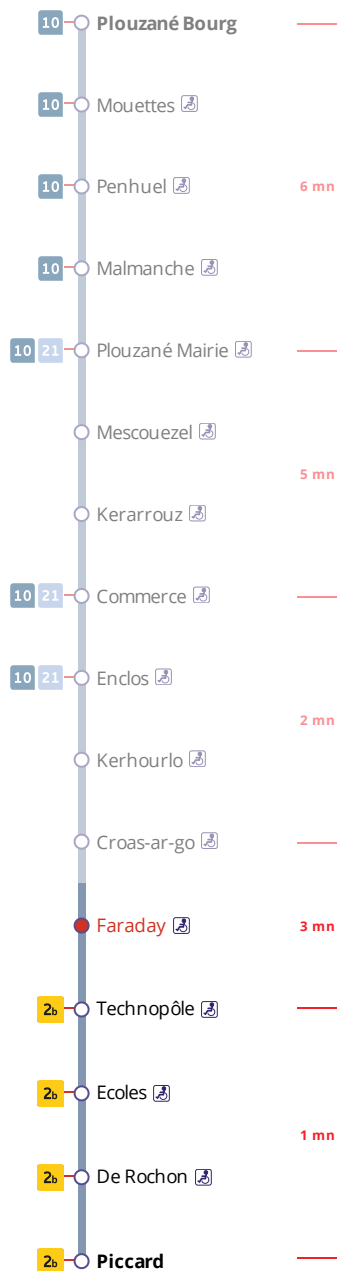 10 Plouzané Bourg
10 Mouettes
10 Penhuel 6 mn
10 Malmanche
10 21 Plouzané Mairie
Mescouezel
5 mn
Kerarrouz
10 21 Commerce
10 21 Enclos
2 mn
Kerhourlo
Croas-ar-go
Faraday 3 mn
2b Technopôle
2b Ecoles
1 mn
2b De Rochon
2b Piccard